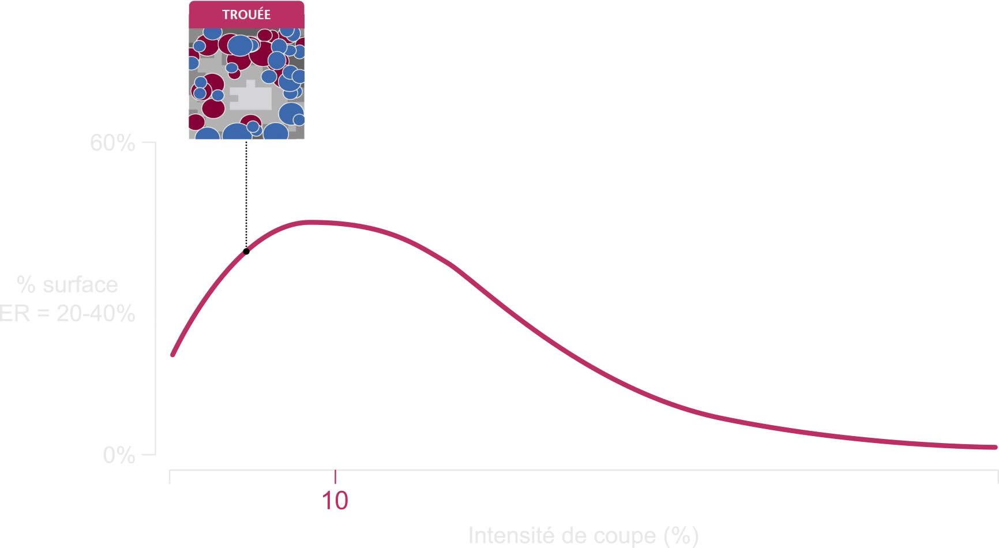 TROUÉE
60%
% surface
ER = 20-40%
0%
10
Intensité de coupe (%)